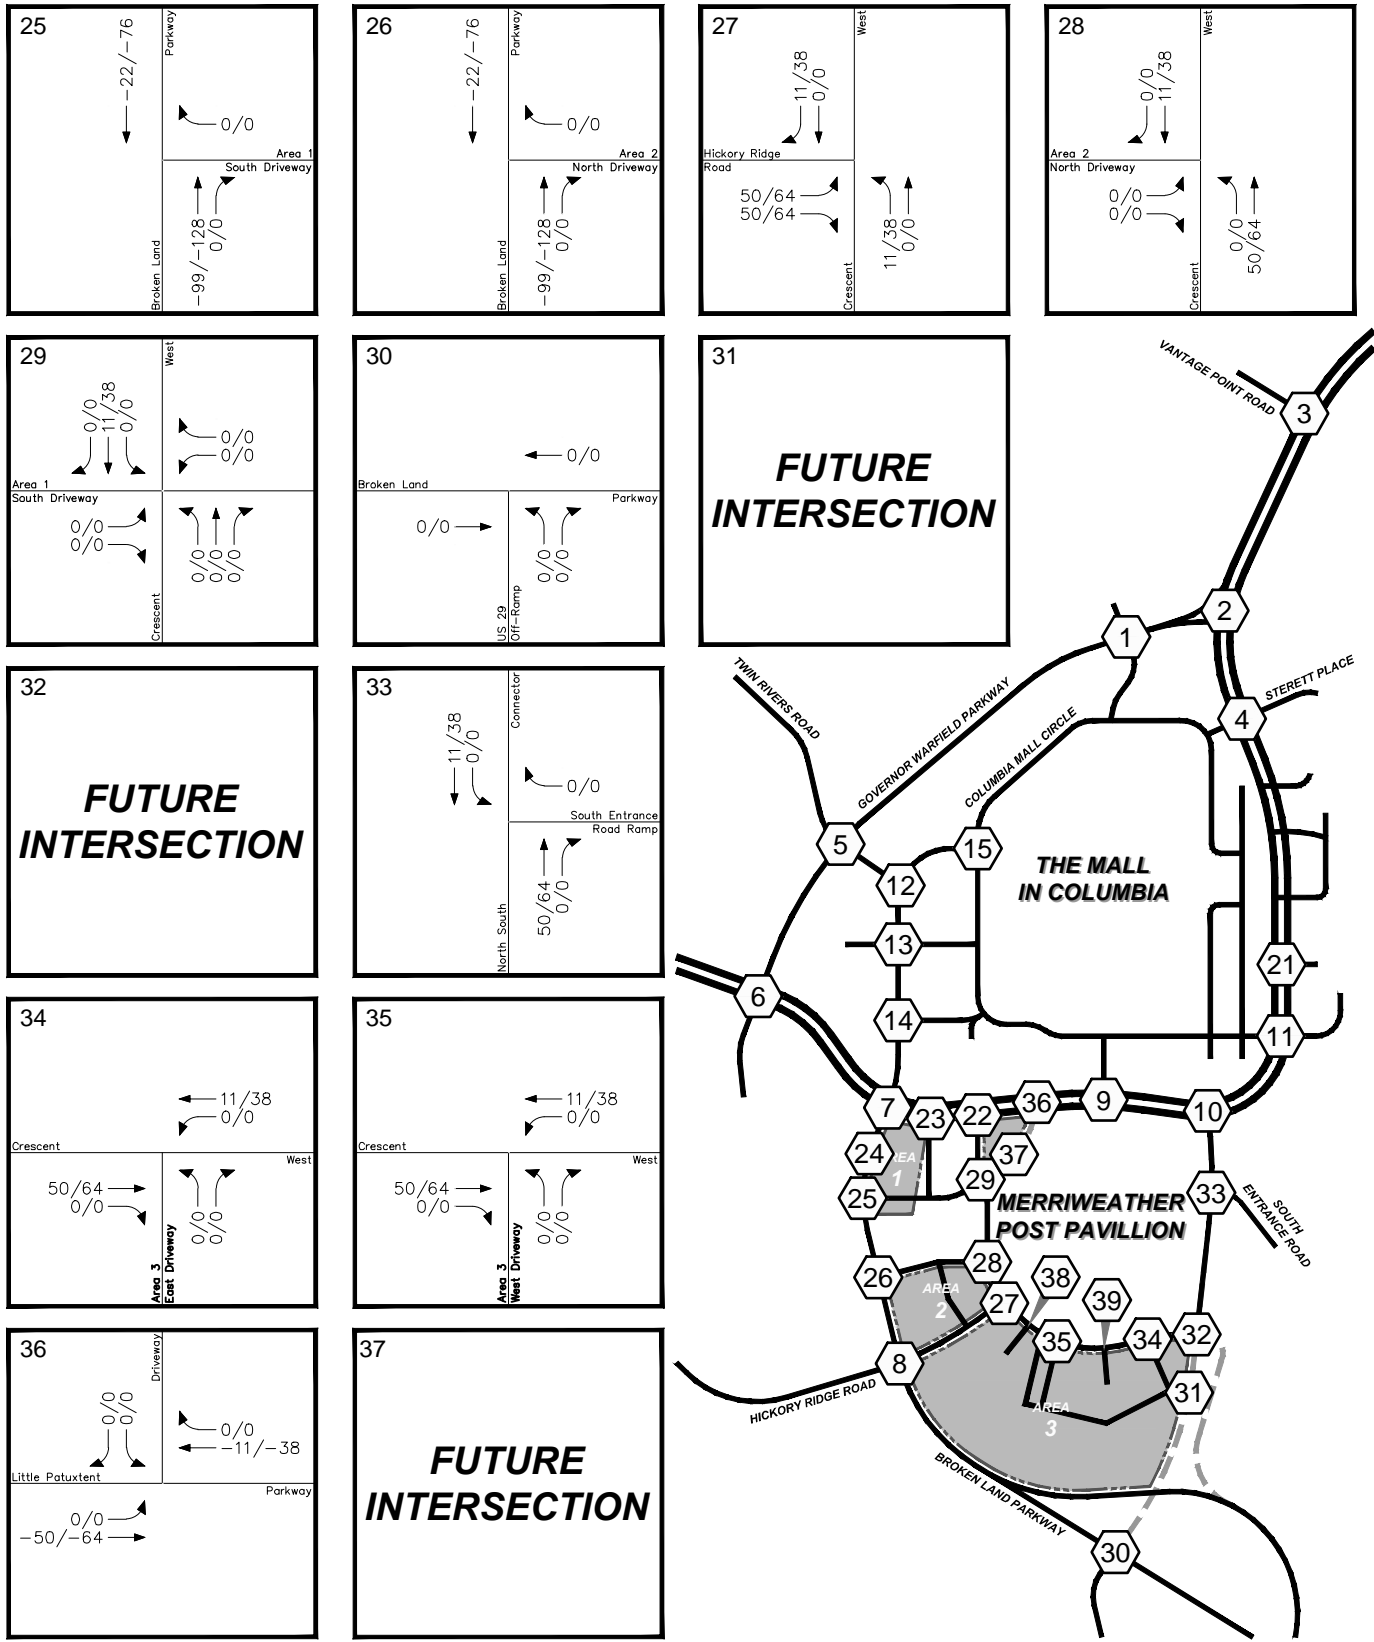 25
-22/-76
Parkway
0/0
Area 1
South Driveway
-99/-128
0/0
Broken Land
26
-22/-76
Parkway
0/0
Area 2
North Driveway
-99/-128
0/0
Broken Land
27
11/38
0/0
West
Hickory Ridge
Road
50/64
50/64
11/38
0/0
Crescent
28
0/0
11/38
West
Area 2
North Driveway
0/0
0/0
0/0
50/64
Crescent
29
0/0
11/38
0/0
West
0/0
0/0
Area 1
South Driveway
0/0
0/0
0/0
0/0
0/0
Crescent
30
0/0
Broken Land
Parkway
0/0
0/0
0/0
US 29
Off-Ramp
31
FUTURE
INTERSECTION
32
FUTURE
INTERSECTION
33
11/38
0/0
Connector
0/0
South Entrance
Road Ramp
50/64
0/0
North South
34
11/38
0/0
Crescent
West
50/64
0/0
0/0
0/0
Area 3
East Driveway
35
11/38
0/0
Crescent
West
50/64
0/0
0/0
0/0
Area 3
West Driveway
36
0/0
0/0
Driveway
0/0
-11/-38
Little Patuxtent
Parkway
0/0
-50/-64
37
FUTURE
INTERSECTION
VANTAGE POINT ROAD
3
2
1
TWIN RIVERS ROAD
GOVERNOR WARFIELD PARKWAY
STERETT PLACE
4
COLUMBIA MALL CIRCLE
5
15
12
THE MALL
IN COLUMBIA
13
21
6
14
11
7
23
22
36
9
10
24
37
AREA
1
29
25
33
MERRIWEATHER
POST PAVILLION
SOUTH
ENTRANCE ROAD
26
28
38
AREA
2
27
39
35
34
32
8
31
HICKORY RIDGE ROAD
AREA
3
BROKEN LAND PARKWAY
30